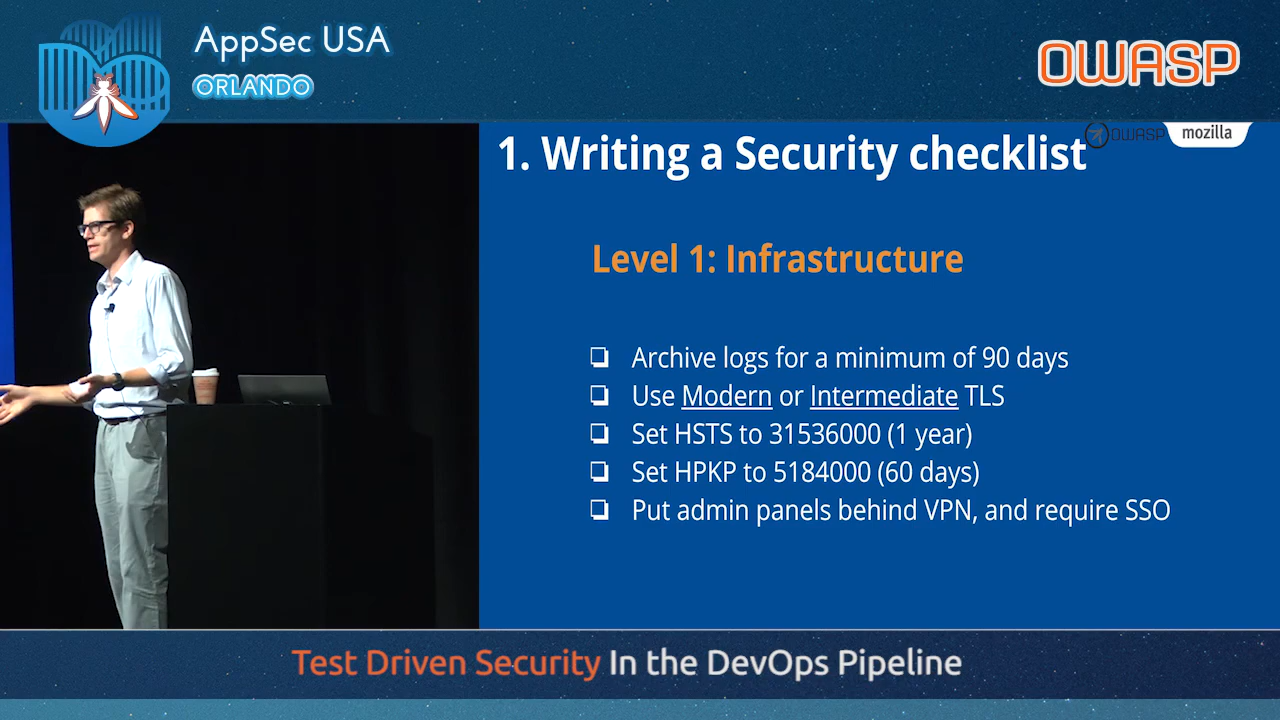 AppSec USA
ORLANDO
OWASP
OWASP
mozilla
1. Writing a Security checklist
Level 1: Infrastructure
❏ Archive logs for a minimum of 90 days
❏ Use Modern or Intermediate TLS
❏ Set HSTS to 31536000 (1 year)
❏ Set HPKP to 5184000 (60 days)
❏ Put admin panels behind VPN, and require SSO
Test Driven Security In the DevOps Pipeline